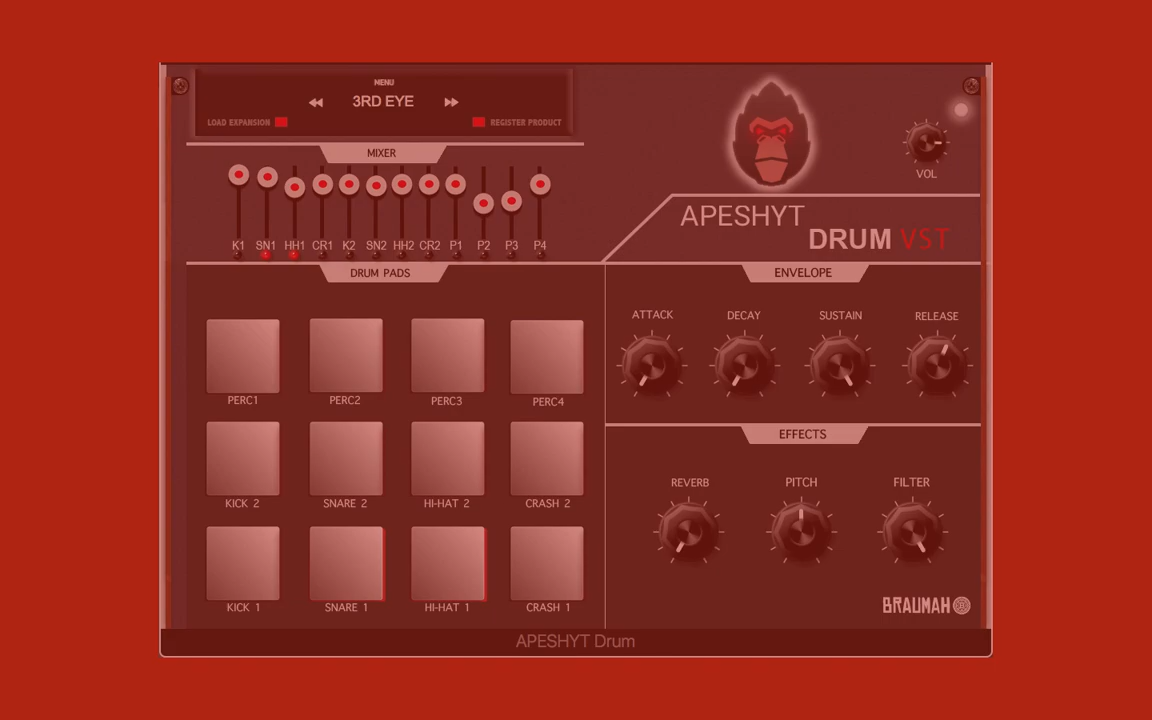 MENU
3RD EYE
LOAD EXPANSION
REGISTER PRODUCT
VOL
MIXER
K1 SN1 HH1 CR1 K2 SN2 HH2 CR2 P1 P2 P3 P4
APESHYT
DRUM VST
DRUM PADS
PERC1 PERC2 PERC3 PERC4
KICK 2 SNARE 2 HI-HAT 2 CRASH 2
KICK 1 SNARE 1 HI-HAT 1 CRASH 1
ENVELOPE
ATTACK DECAY SUSTAIN RELEASE
EFFECTS
REVERB PITCH FILTER
BRAUMAH
APESHYT Drum